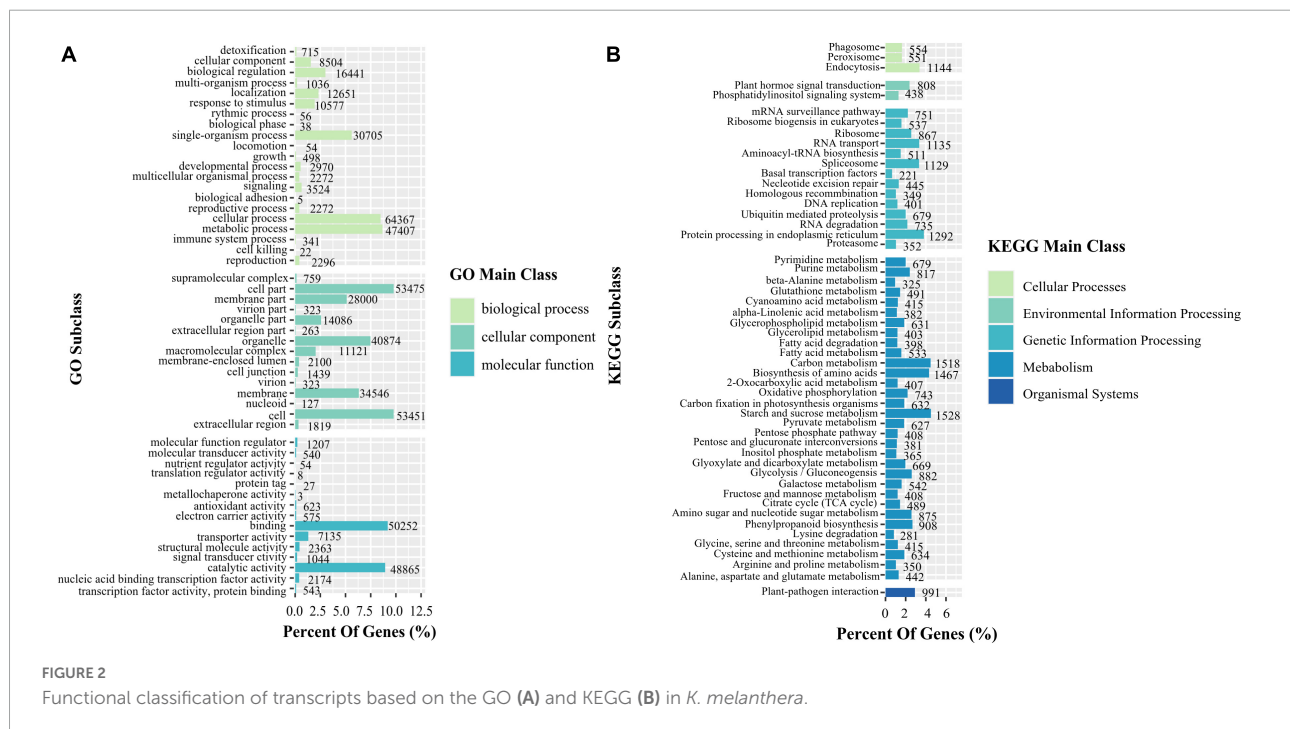 A
GO Subclass
detoxification 715
cellular component 8504
biological regulation 16441
multi-organism process 1036
localization 12651
response to stimulus 10577
rythmic process 56
biological phase 38
single-organism process 30705
locomotion 54
growth 498
developmental process 2970
multicellular organismal process 2272
signaling 3524
biological adhesion 5
reproductive process 2272
cellular process 64367
metabolic process 47407
immune system process 341
cell killing 22
reproduction 2296
supramolecular complex 759
cell part 53475
membrane part 28000
virion part 323
organelle part 14086
extracellular region part 263
organelle 40874
macromolecular complex 11121
membrane-enclosed lumen 2100
cell junction 1439
virion 323
membrane 34546
nucleoid 127
cell 53451
extracellular region 1819
molecular function regulator 1207
molecular transducer activity 540
nutrient regulator activity 54
translation regulator activity 8
protein tag 27
metallochaperone activity 3
antioxidant activity 623
electron carrier activity 575
binding 50252
transporter activity 7135
structural molecule activity 2363
signal transducer ctivity 1044
catalytic activity 48865
nucleic acid binding transcription factor activity 2174
transcription factor activity, protein binding 543
0.0 2.5 5.0 7.5 10.0 12.5
Percent Of Genes (%)
GO Main Class
biological process
cellular component
molecular function
B
KEGG Subclass
Phagosome 554
Peroxisome 551
Endocytosis 1144
Plant hormoe signal transduction 808
Phosphatidylinositol signaling system 438
mRNA surveillance pathway 751
Ribosome biogensis in eukaryotes 537
Ribosome 867
RNA transport 1135
Aminoacyl-tRNA biosynthesis 511
Spliceosome 1129
Basal transcription factors 221
Necleotide excision repair 445
Homologous recommbination 349
DNA replication 401
Ubiquitin mediated proteolysis 679
RNA degradation 735
Protein processing in endoplasmic reticulum 1292
Proteasome 352
Pyrimidine metabolism 679
Purine metabolism 817
beta-Alanine metabolism 325
Glutathione metabolism 491
Cyanoamino acid metabolism 415
alpha-Linolenic acid metabolism 382
Glycerophospholipid metabolism 631
Glycerolipid metabolism 403
Fatty acid degradation 398
Fatty acid metabolism 533
Carbon metabolism 1518
Biosynthesis of amino acids 1467
2-Oxocarboxylic acid metabolism 407
Oxidative phosphorylation 743
Carbon fixation in photosynthesis organisms 632
Starch and sucrose metabolism 1528
Pyruvate metabolism 627
Pentose phosphate pathway 408
Pentose and glucuronate interconversions 381
Inositol phosphate metabolism 365
Glyoxylate and dicarboxylate metabolism 669
Glycolysis / Gluconeogenesis 882
Galactose metabolism 542
Fructose and mannose metabolism 408
Citrate cycle (TCA cycle) 489
Amino sugar and nucleotide sugar metabolism 875
Phenylpropanoid biosynthesis 908
Lysine degradation 281
Glycine, serine and threonine metabolism 415
Cysteine and methionine metabolism 634
Arginine and proline metabolism 350
Alanine, aspartate and glutamate metabolism 442
Plant-pathogen interaction 991
0 2 4 6
Percent Of Genes (%)
KEGG Main Class
Cellular Processes
Environmental Information Processing
Genetic Information Processing
Mebabolism
Organismal Systems
FIGURE 2
Functional classification of transcripts based on the GO (A) and KEGG (B) in K. melanthera.